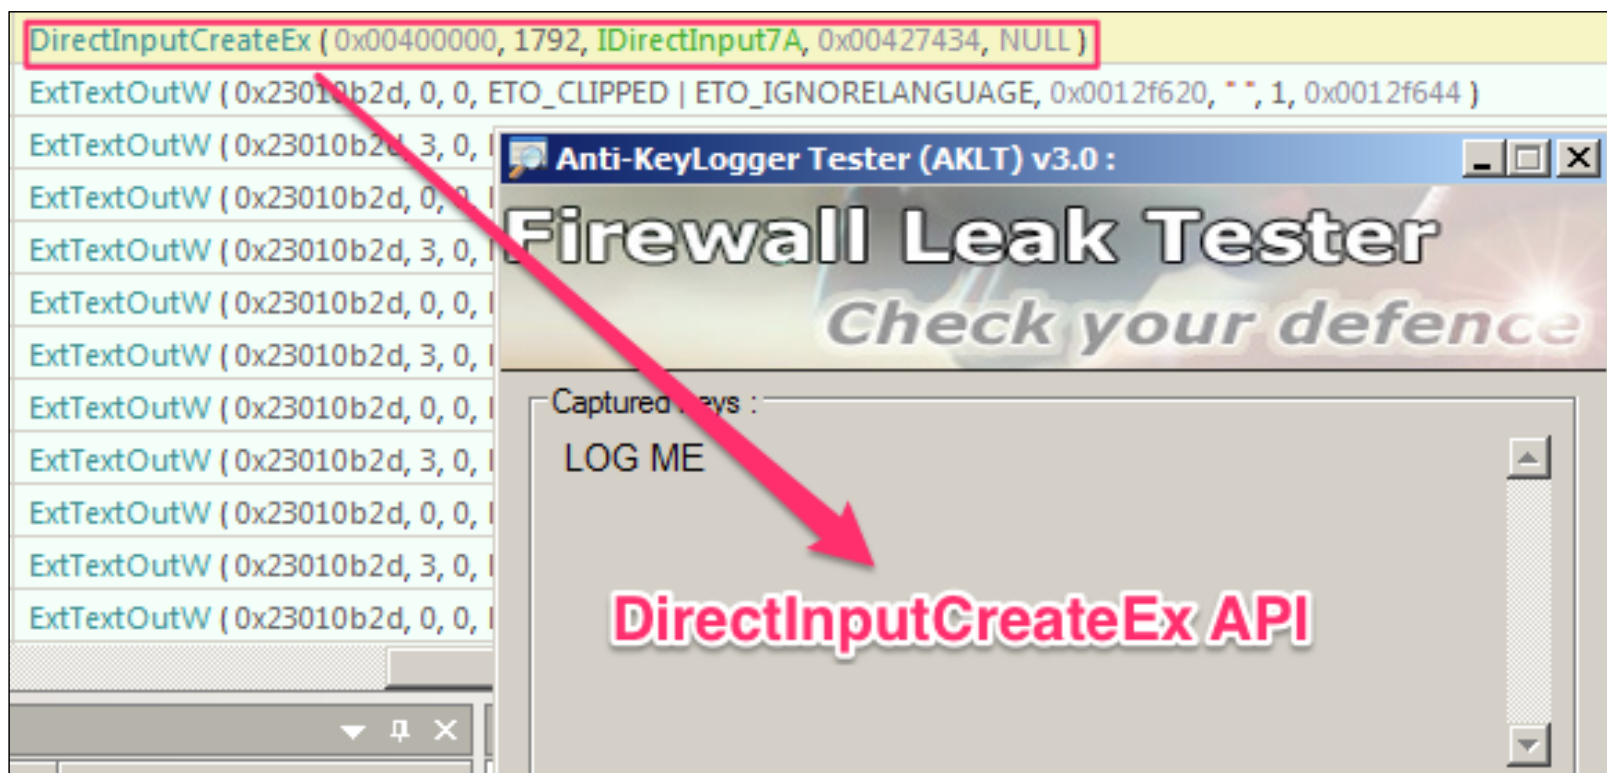 DirectInputCreateEx ( 0x00400000, 1792, IDirectInput7A, 0x00427434, NULL )
ExtTextOutW ( 0x23010b2d, 0, 0, ETO_CLIPPED | ETO_IGNORELANGUAGE, 0x0012f620, " ", 1, 0x0012f644 )
ExtTextOutW ( 0x23010b2d, 3, 0,
ExtTextOutW ( 0x23010b2d, 0, 0,
ExtTextOutW ( 0x23010b2d, 3, 0,
ExtTextOutW ( 0x23010b2d, 0, 0,
ExtTextOutW ( 0x23010b2d, 3, 0,
ExtTextOutW ( 0x23010b2d, 0, 0,
ExtTextOutW ( 0x23010b2d, 3, 0,
ExtTextOutW ( 0x23010b2d, 0, 0,
ExtTextOutW ( 0x23010b2d, 3, 0,
ExtTextOutW ( 0x23010b2d, 0, 0,
Anti-KeyLogger Tester (AKLT) v3.0 :
Firewall Leak Tester
Check your defence
Captured Keys :
LOG ME
DirectInputCreateEx API